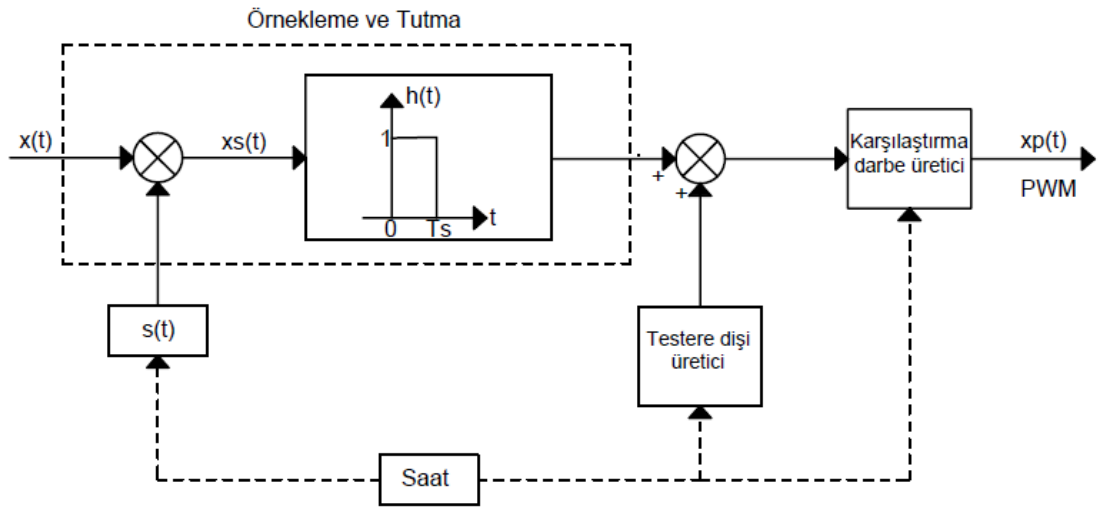 Örnekleme ve Tutma
x(t)
xs(t)
h(t)
1
0
Ts
t
+
+
Karşılaştırma
darbe üretici
xp(t)
PWM
s(t)
Testere dişi
üretici
Saat